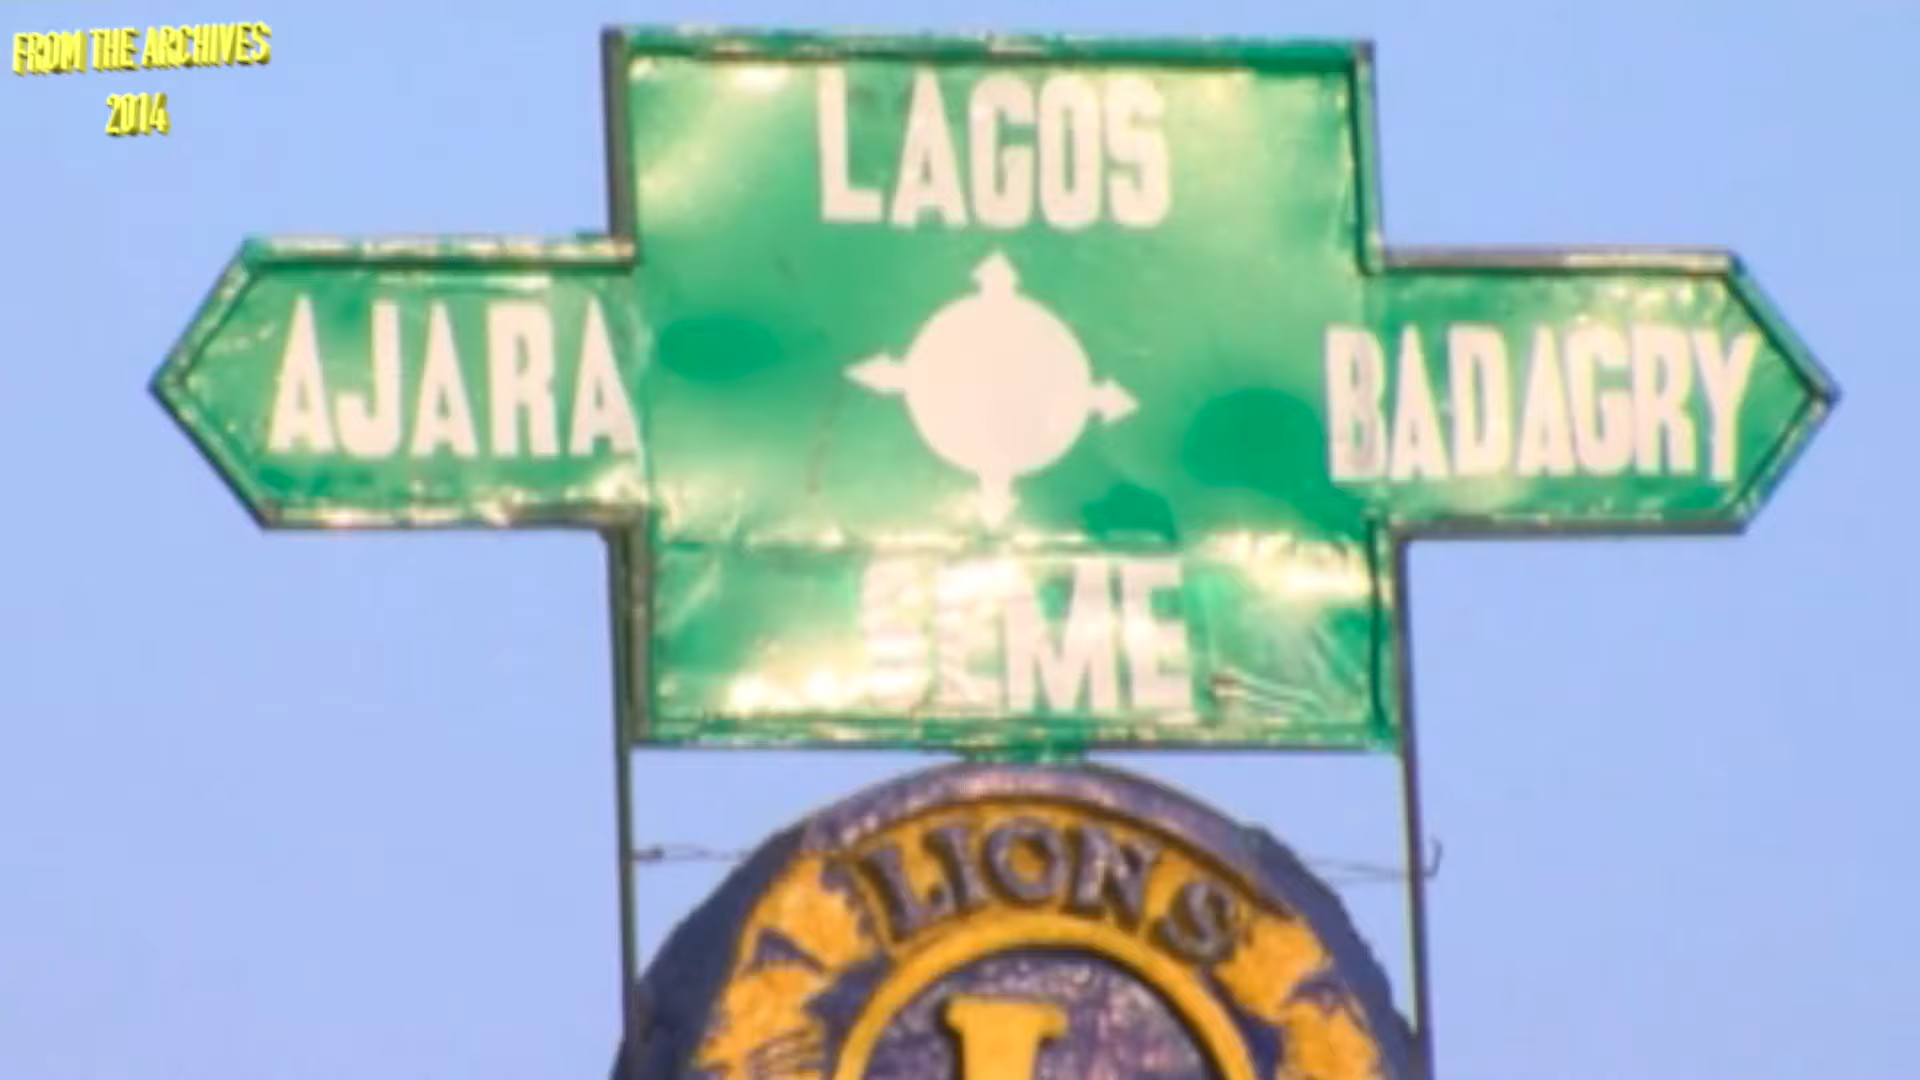 FROM THE ARCHIVES
2014
LAGOS
AJARA
BADAGRY
SEME
LIONS
L